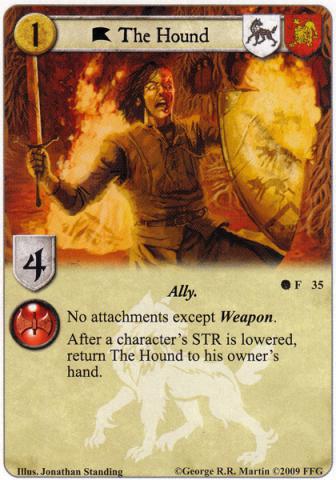 1 The Hound
4
Ally.
F 35
No attachments except Weapon.
After a character's STR is lowered,
return The Hound to his owner's
hand.
Illus. Jonathan Standing ©George R.R. Martin ©2009 FFG